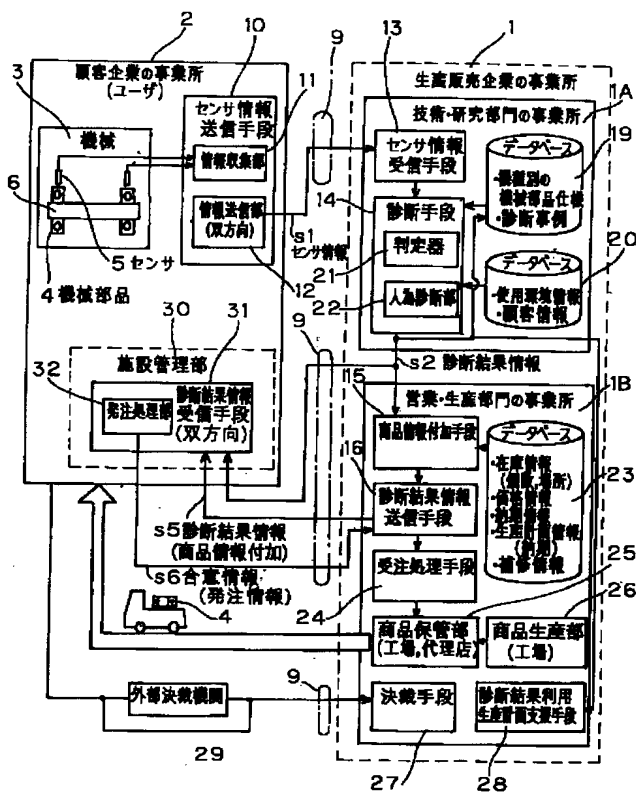 2
10
9
13
1
顧客企業の事業所
(ユーザ)
生産販売企業の事業所
1A
3
11
技術・研究部門の事業所
19
機械
センサ情報
送信手段
センサ情報
受信手段
データベース
情報収集部
・機種別の
機械部品仕様
・診断事例
6
14
診断手段
情報送信部
(双方向)
s1
センサ情報
判定器
21
20
データベース
5センサ
12
人為診断部
22
・使用環境情報
・顧客情報
4機械部品
30
31
9
s2 診断結果情報
施設管理部
15
1B
32
営業・生産部門の事業所
発注処理部
診断結果情報
受信手段
(双方向)
商品情報付加手段
データベース
16
・在庫情報
(個数,場所)
・価格情報
・納期情報
・生産計画情報
(納期)
・補修情報
23
診断結果情報
送信手段
s5診断結果情報
(商品情報付加)
s6合意情報
(発注情報)
受注処理手段
24
25
26
4
商品保管部
(工場,代理店)
商品生産部
(工場)
9
外部決裁機関
決裁手段
診断結果利用
生産計画支援手段
29
27
28